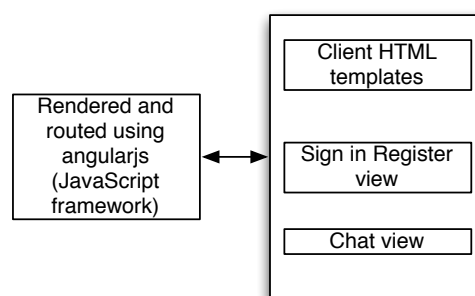 Rendered and
routed using
angularjs
(JavaScript
framework)
Client HTML
templates
Sign in Register
view
Chat view